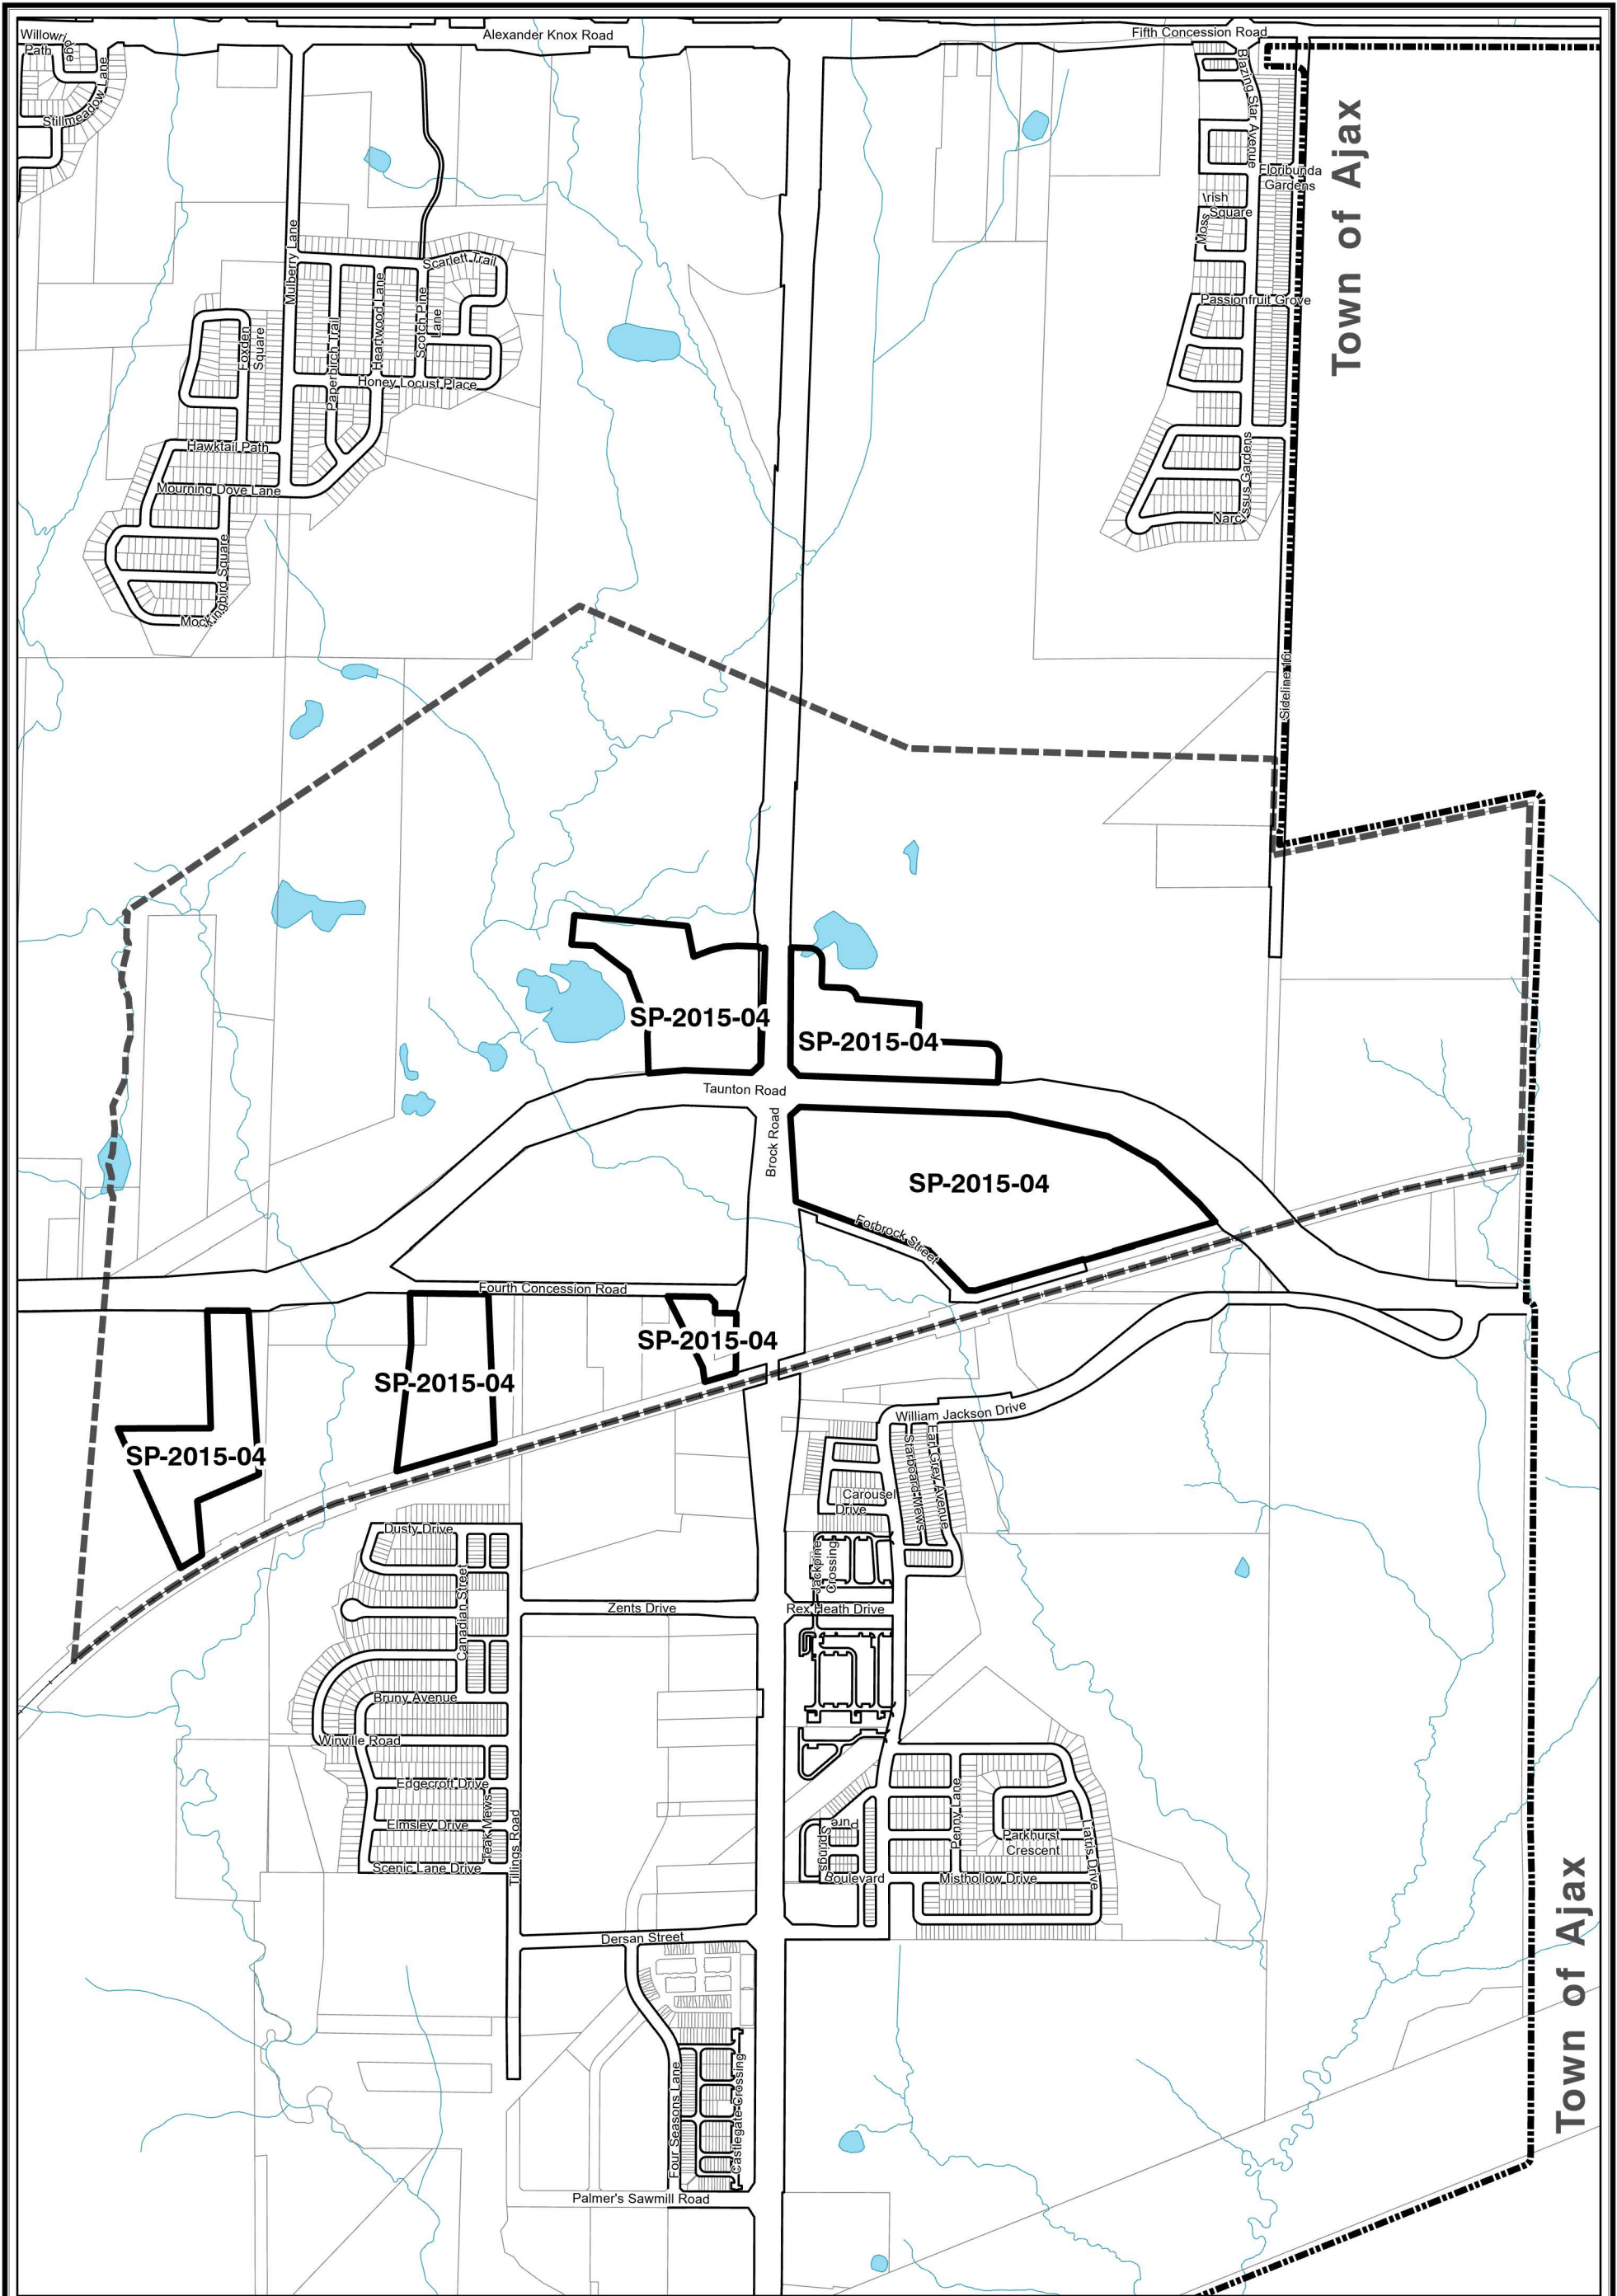 Alexander Knox Road
Fifth Concession Road
Willowridge
Path
Stillmeadow Lane
Blazing Star Avenue
Town of Ajax
Floribunda
Gardens
Irish
Square
Moss
Mulberry Lane
Scarlett Trail
Passionfruit Grove
Foxden
Square
Paperbirch Trail
Heartwood Lane
Scotch Pine
Lane
Honey Locust Place
Hawktail Path
Mourning Dove Lane
Narcissus Gardens
Mockingbird Square
Sideline 16
SP-2015-04
SP-2015-04
Taunton Road
Brock Road
SP-2015-04
Forbrock Street
Fourth Concession Road
SP-2015-04
SP-2015-04
SP-2015-04
William Jackson Drive
Earl Grey Avenue
Starboard Mews
Carousel
Drive
Dusty Drive
Jackpine
Crossing
Canadian Street
Zents Drive
Rex Heath Drive
Bruny Avenue
Winville Road
Edgecroft Drive
Teak Mews
Tillings Road
Elmsley Drive
Scenic Lane Drive
Pure
Springs
Boulevard
Penny Lane
Parkhurst
Crescent
Liatris Drive
Misthollow Drive
Dersan Street
Town of Ajax
Four Seasons Lane
Castlegate Crossing
Palmer's Sawmill Road